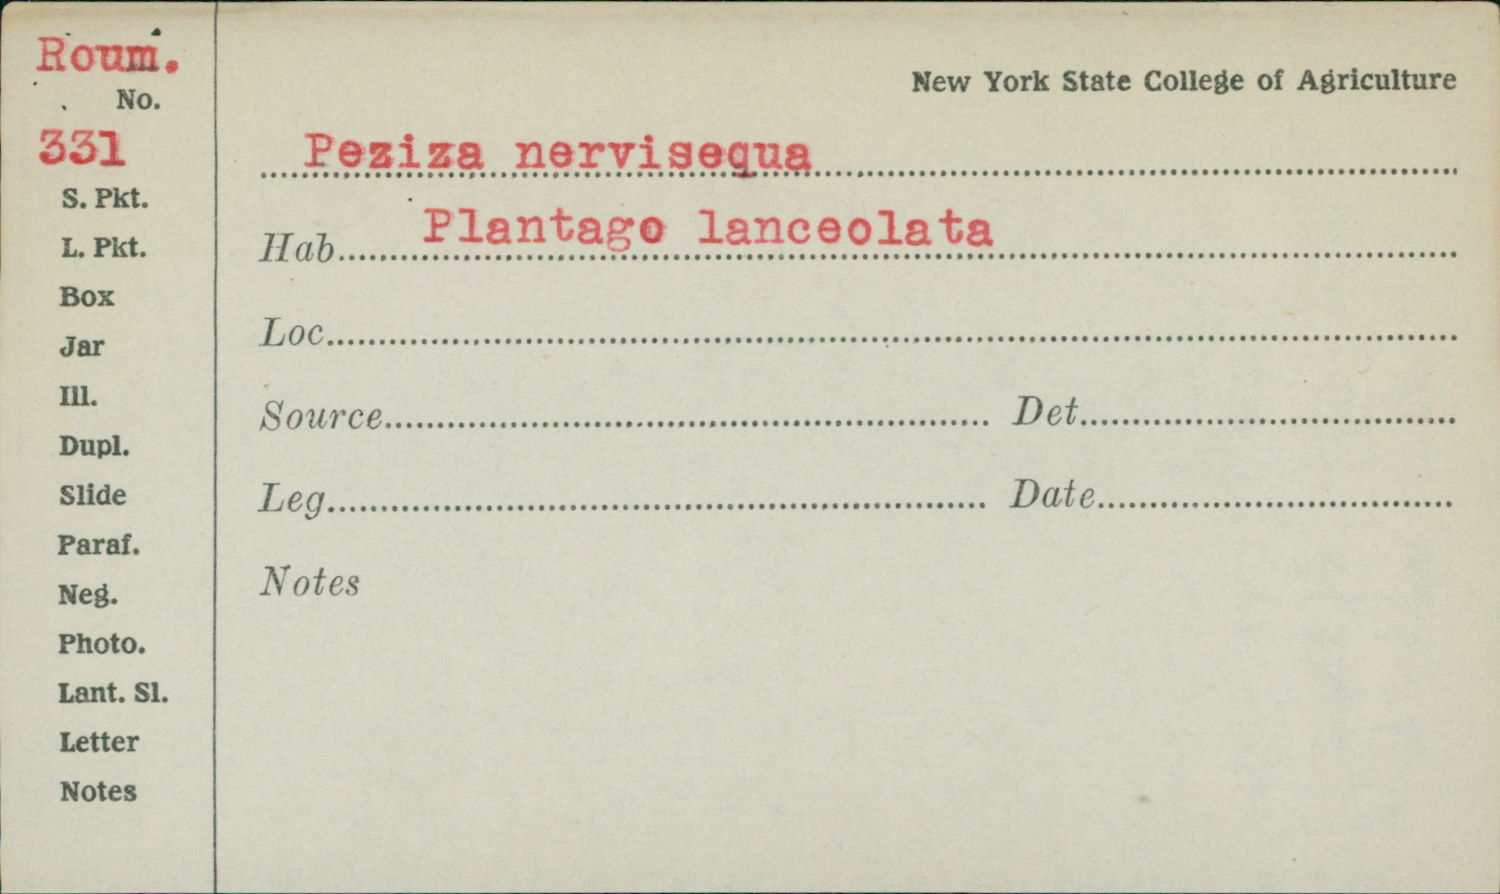 Roum.
No.
331
S. Pkt.
L. Pkt.
Box
Jar
Ill.
Dupl.
Slide
Paraf.
Neg.
Photo.
Lant. Sl.
Letter
Notes
New York State College of Agriculture
Peziza nervisequa
Hab. Plantago lanceolata
Loc.
Source Det.
Leg. Date
Notes